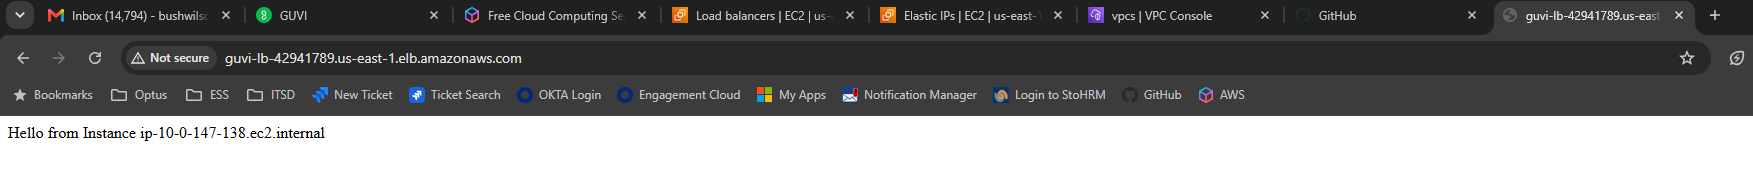 Inbox (14,794) - bushwilso
GUVI
Free Cloud Computing Se
Load balancers | EC2 | us-e
Elastic IPs | EC2 | us-east-1
vpcs | VPC Console
GitHub
guvi-lb-42941789.us-east
Not secure guvi-lb-42941789.us-east-1.elb.amazonaws.com
Bookmarks Optus ESS ITSD New Ticket Ticket Search OKTA Login Engagement Cloud My Apps Notification Manager Login to StoHRM GitHub AWS
Hello from Instance ip-10-0-147-138.ec2.internal